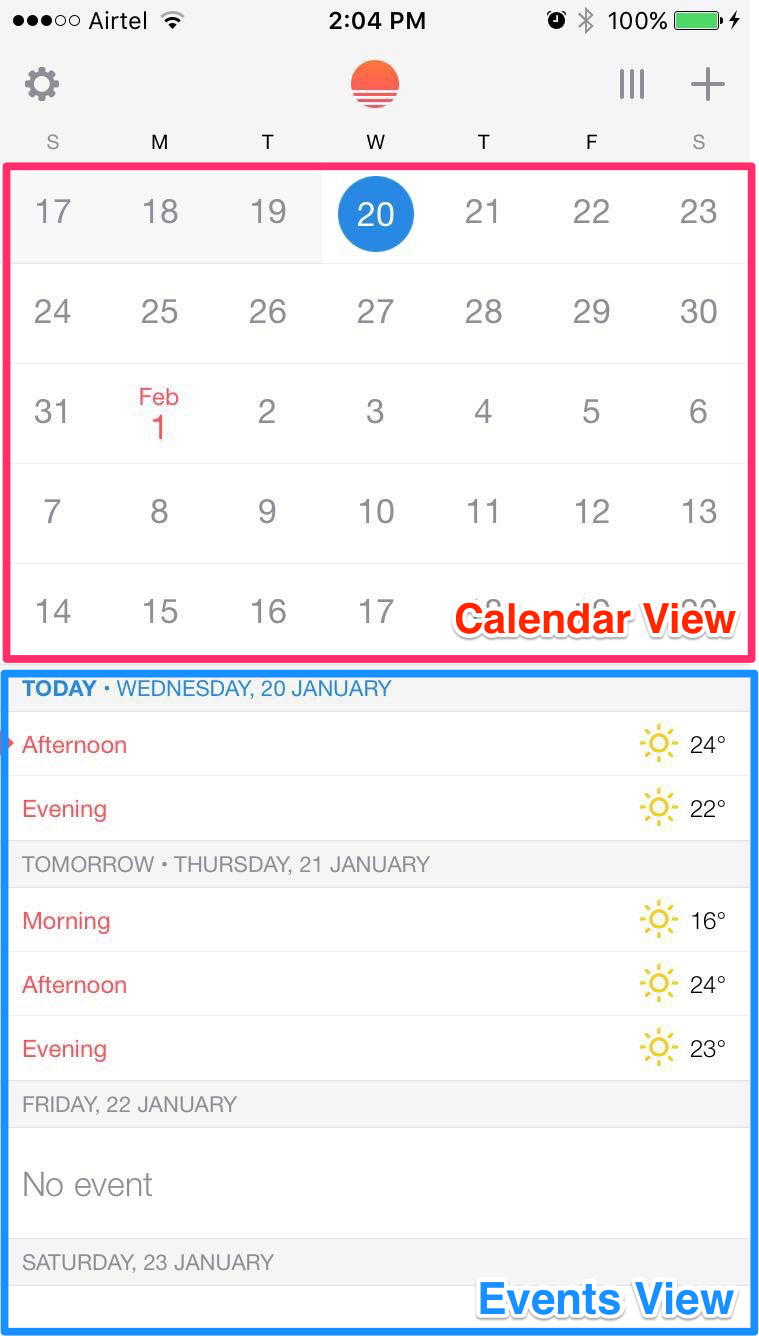 Airtel 2:04 PM 100%
S M T W T F S
17 18 19 20 21 22 23
24 25 26 27 28 29 30
31 Feb 1 2 3 4 5 6
7 8 9 10 11 12 13
14 15 16 17
Calendar View
TODAY • WEDNESDAY, 20 JANUARY
Afternoon 24°
Evening 22°
TOMORROW • THURSDAY, 21 JANUARY
Morning 16°
Afternoon 24°
Evening 23°
FRIDAY, 22 JANUARY
No event
SATURDAY, 23 JANUARY
Events View